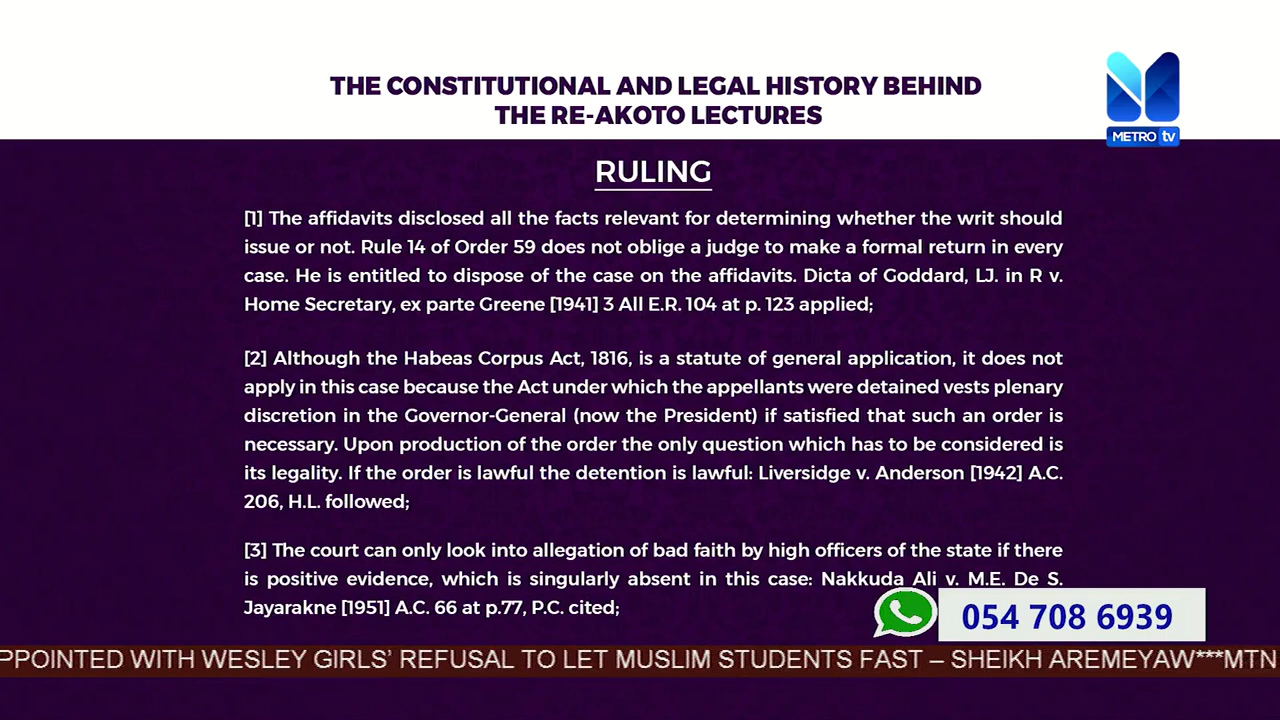 THE CONSTITUTIONAL AND LEGAL HISTORY BEHIND
THE RE-AKOTO LECTURES
METRO tv
RULING
[1] The affidavits disclosed all the facts relevant for determining whether the writ should
issue or not. Rule 14 of Order 59 does not oblige a judge to make a formal return in every
case. He is entitled to dispose of the case on the affidavits. Dicta of Goddard, LJ. in R v.
Home Secretary, ex parte Greene [1941] 3 All E.R. 104 at p. 123 applied;
[2] Although the Habeas Corpus Act, 1816, is a statute of general application, it does not
apply in this case because the Act under which the appellants were detained vests plenary
discretion in the Governor-General (now the President) if satisfied that such an order is
necessary. Upon production of the order the only question which has to be considered is
its legality. If the order is lawful the detention is lawful: Liversidge v. Anderson [1942] A.C.
206, H.L. followed;
[3] The court can only look into allegation of bad faith by high officers of the state if there
is positive evidence, which is singularly absent in this case: Nakkuda Ali v. M.E. De S.
Jayarakne [1951] A.C. 66 at p.77, P.C. cited;
054 708 6939
PPOINTED WITH WESLEY GIRLS’ REFUSAL TO LET MUSLIM STUDENTS FAST – SHEIKH AREMEYAW***MTN